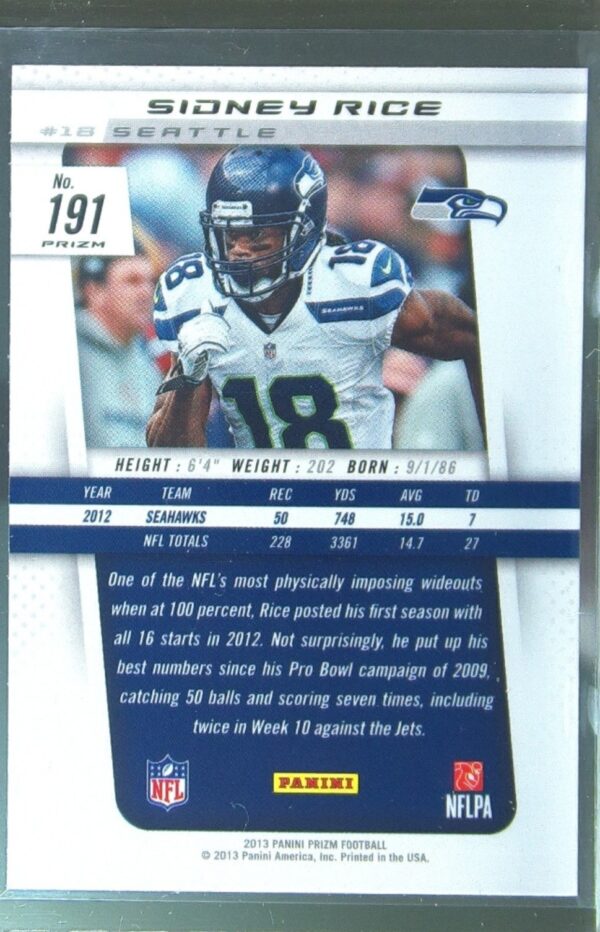 SIDNEY RICE
#18 SEATTLE
No.
191
PRIZM
18
18
SEAHAWKS
18
HEIGHT : 6'4" WEIGHT : 202 BORN : 9/1/86
YEAR TEAM REC YDS AVG TD
2012 SEAHAWKS 50 748 15.0 7
NFL TOTALS 228 3361 14.7 27
One of the NFL's most physically imposing wideouts
when at 100 percent, Rice posted his first season with
all 16 starts in 2012. Not surprisingly, he put up his
best numbers since his Pro Bowl campaign of 2009,
catching 50 balls and scoring seven times, including
twice in Week 10 against the Jets.
NFL
PANINI
NFLPA
2013 PANINI PRIZM FOOTBALL
© 2013 Panini America, Inc. Printed in the USA.